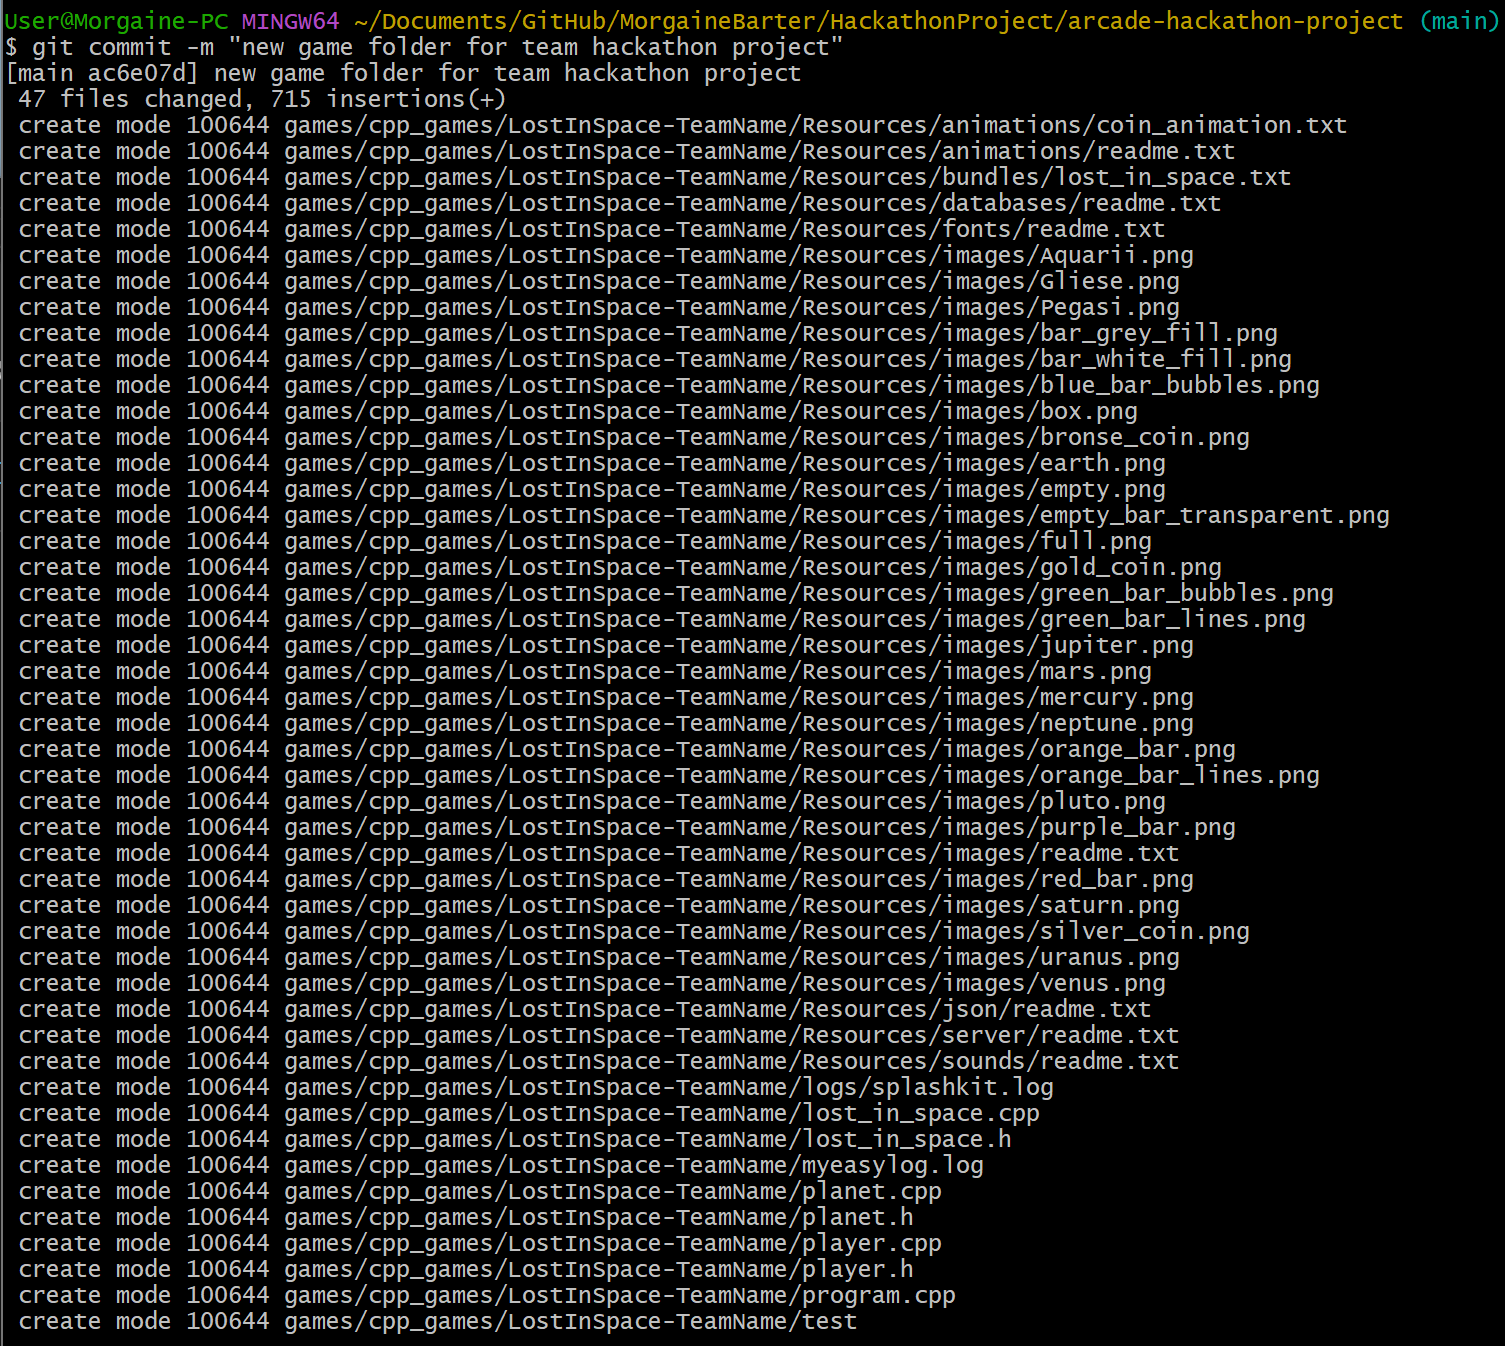 User@Morgaine-PC MINGW64 ~/Documents/GitHub/MorgaineBarter/HackathonProject/arcade-hackathon-project (main)
$ git commit -m "new game folder for team hackathon project"
[main ac6e07d] new game folder for team hackathon project
 47 files changed, 715 insertions(+)
 create mode 100644 games/cpp_games/LostInSpace-TeamName/Resources/animations/coin_animation.txt
 create mode 100644 games/cpp_games/LostInSpace-TeamName/Resources/animations/readme.txt
 create mode 100644 games/cpp_games/LostInSpace-TeamName/Resources/bundles/lost_in_space.txt
 create mode 100644 games/cpp_games/LostInSpace-TeamName/Resources/databases/readme.txt
 create mode 100644 games/cpp_games/LostInSpace-TeamName/Resources/fonts/readme.txt
 create mode 100644 games/cpp_games/LostInSpace-TeamName/Resources/images/Aquarii.png
 create mode 100644 games/cpp_games/LostInSpace-TeamName/Resources/images/Gliese.png
 create mode 100644 games/cpp_games/LostInSpace-TeamName/Resources/images/Pegasi.png
 create mode 100644 games/cpp_games/LostInSpace-TeamName/Resources/images/bar_grey_fill.png
 create mode 100644 games/cpp_games/LostInSpace-TeamName/Resources/images/bar_white_fill.png
 create mode 100644 games/cpp_games/LostInSpace-TeamName/Resources/images/blue_bar_bubbles.png
 create mode 100644 games/cpp_games/LostInSpace-TeamName/Resources/images/box.png
 create mode 100644 games/cpp_games/LostInSpace-TeamName/Resources/images/bronse_coin.png
 create mode 100644 games/cpp_games/LostInSpace-TeamName/Resources/images/earth.png
 create mode 100644 games/cpp_games/LostInSpace-TeamName/Resources/images/empty.png
 create mode 100644 games/cpp_games/LostInSpace-TeamName/Resources/images/empty_bar_transparent.png
 create mode 100644 games/cpp_games/LostInSpace-TeamName/Resources/images/full.png
 create mode 100644 games/cpp_games/LostInSpace-TeamName/Resources/images/gold_coin.png
 create mode 100644 games/cpp_games/LostInSpace-TeamName/Resources/images/green_bar_bubbles.png
 create mode 100644 games/cpp_games/LostInSpace-TeamName/Resources/images/green_bar_lines.png
 create mode 100644 games/cpp_games/LostInSpace-TeamName/Resources/images/jupiter.png
 create mode 100644 games/cpp_games/LostInSpace-TeamName/Resources/images/mars.png
 create mode 100644 games/cpp_games/LostInSpace-TeamName/Resources/images/mercury.png
 create mode 100644 games/cpp_games/LostInSpace-TeamName/Resources/images/neptune.png
 create mode 100644 games/cpp_games/LostInSpace-TeamName/Resources/images/orange_bar.png
 create mode 100644 games/cpp_games/LostInSpace-TeamName/Resources/images/orange_bar_lines.png
 create mode 100644 games/cpp_games/LostInSpace-TeamName/Resources/images/pluto.png
 create mode 100644 games/cpp_games/LostInSpace-TeamName/Resources/images/purple_bar.png
 create mode 100644 games/cpp_games/LostInSpace-TeamName/Resources/images/readme.txt
 create mode 100644 games/cpp_games/LostInSpace-TeamName/Resources/images/red_bar.png
 create mode 100644 games/cpp_games/LostInSpace-TeamName/Resources/images/saturn.png
 create mode 100644 games/cpp_games/LostInSpace-TeamName/Resources/images/silver_coin.png
 create mode 100644 games/cpp_games/LostInSpace-TeamName/Resources/images/uranus.png
 create mode 100644 games/cpp_games/LostInSpace-TeamName/Resources/images/venus.png
 create mode 100644 games/cpp_games/LostInSpace-TeamName/Resources/json/readme.txt
 create mode 100644 games/cpp_games/LostInSpace-TeamName/Resources/server/readme.txt
 create mode 100644 games/cpp_games/LostInSpace-TeamName/Resources/sounds/readme.txt
 create mode 100644 games/cpp_games/LostInSpace-TeamName/logs/splashkit.log
 create mode 100644 games/cpp_games/LostInSpace-TeamName/lost_in_space.cpp
 create mode 100644 games/cpp_games/LostInSpace-TeamName/lost_in_space.h
 create mode 100644 games/cpp_games/LostInSpace-TeamName/myeasylog.log
 create mode 100644 games/cpp_games/LostInSpace-TeamName/planet.cpp
 create mode 100644 games/cpp_games/LostInSpace-TeamName/planet.h
 create mode 100644 games/cpp_games/LostInSpace-TeamName/player.cpp
 create mode 100644 games/cpp_games/LostInSpace-TeamName/player.h
 create mode 100644 games/cpp_games/LostInSpace-TeamName/program.cpp
 create mode 100644 games/cpp_games/LostInSpace-TeamName/test